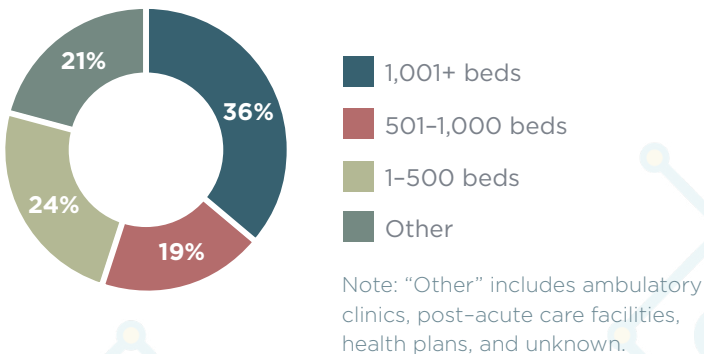 21%
36%
24%
19%
1,001+ beds
501–1,000 beds
1–500 beds
Other
Note: “Other” includes ambulatory
clinics, post–acute care facilities,
health plans, and unknown.